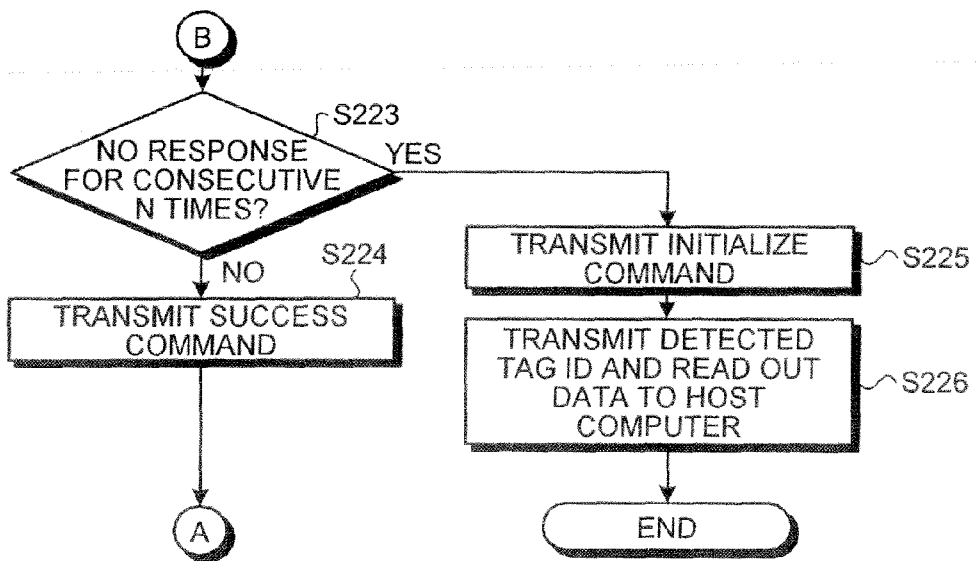 B
S223
NO RESPONSE
FOR CONSECUTIVE
N TIMES?
YES
NO
S224
TRANSMIT SUCCESS
COMMAND
A
TRANSMIT INITIALIZE
COMMAND
S225
TRANSMIT DETECTED
TAG ID AND READ OUT
DATA TO HOST
COMPUTER
S226
END